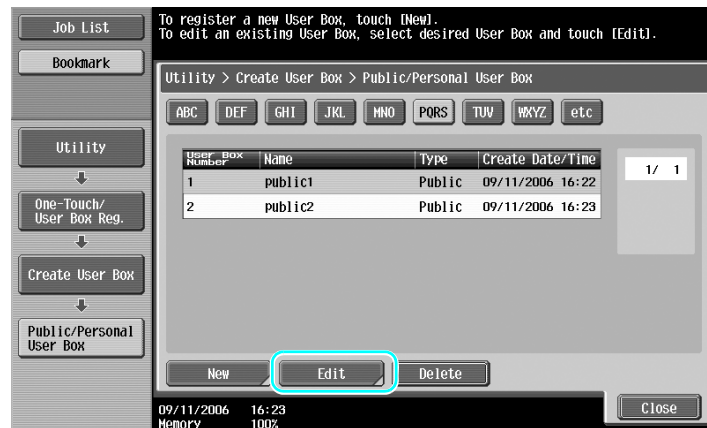 Job List
Bookmark
To register a new User Box, touch [New].
To edit an existing User Box, select desired User Box and touch [Edit].
Utility > Create User Box > Public/Personal User Box
ABC DEF GHI JKL MNO PQRS TUV WXYZ etc
Utility
One-Touch/
User Box Reg.
Create User Box
Public/Personal
User Box
User Box
Number Name Type Create Date/Time
1 public1 Public 09/11/2006 16:22
2 public2 Public 09/11/2006 16:23
1/ 1
New Edit Delete
09/11/2006 16:23
Memory 100%
Close